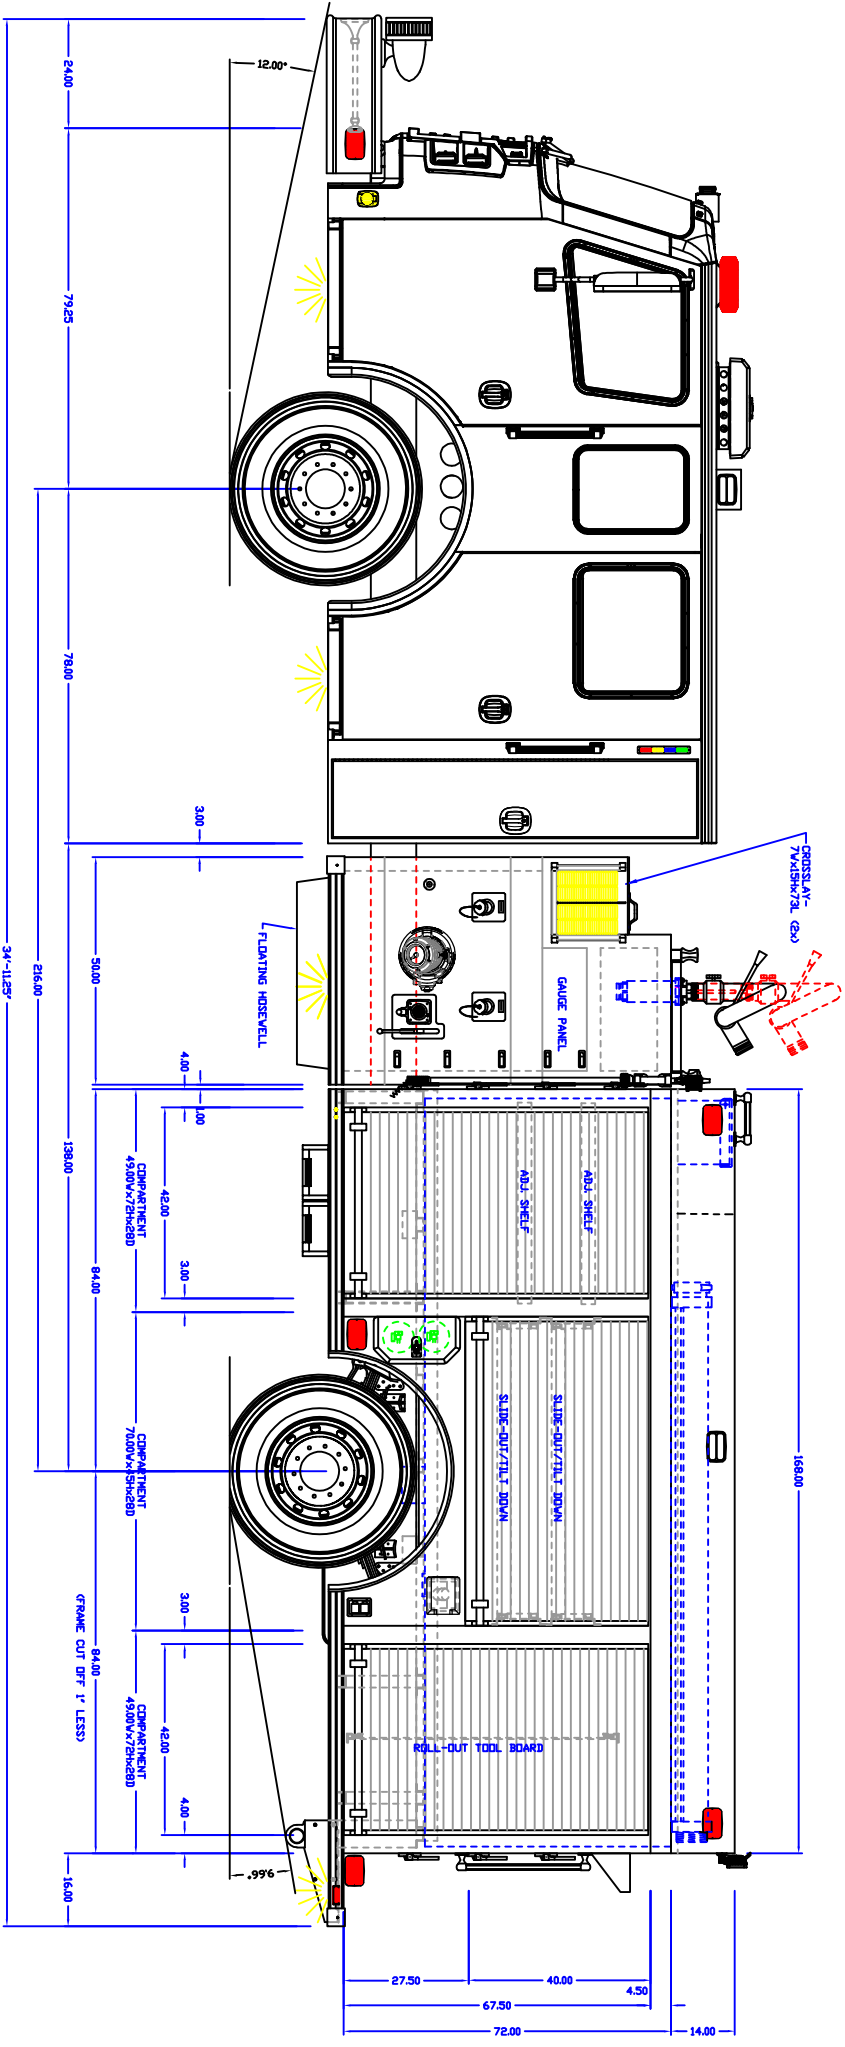 CROSSLAY-
7Wx15Hx73L (2x)
168.00
14.00
4.50
40.00
67.50
72.00
27.50
GAUGE PANEL
ADJ. SHELF
ADJ. SHELF
SLIDE-OUT/TILT DOWN
SLIDE-OUT/TILT DOWN
ROLL-OUT TOOL BOARD
12.00°
FLOATING HOSEWELL
9.66°
3.00
1.00
4.00
3.00
3.00
4.00
42.00
42.00
COMPARTMENT
49.00Wx72Hx28D
COMPARTMENT
70.00Wx45Hx28D
COMPARTMENT
49.00Wx72Hx28D
50.00
84.00
84.00
(FRAME CUT OFF 1" LESS)
24.00
79.25
78.00
138.00
16.00
216.00
34'-11.25"